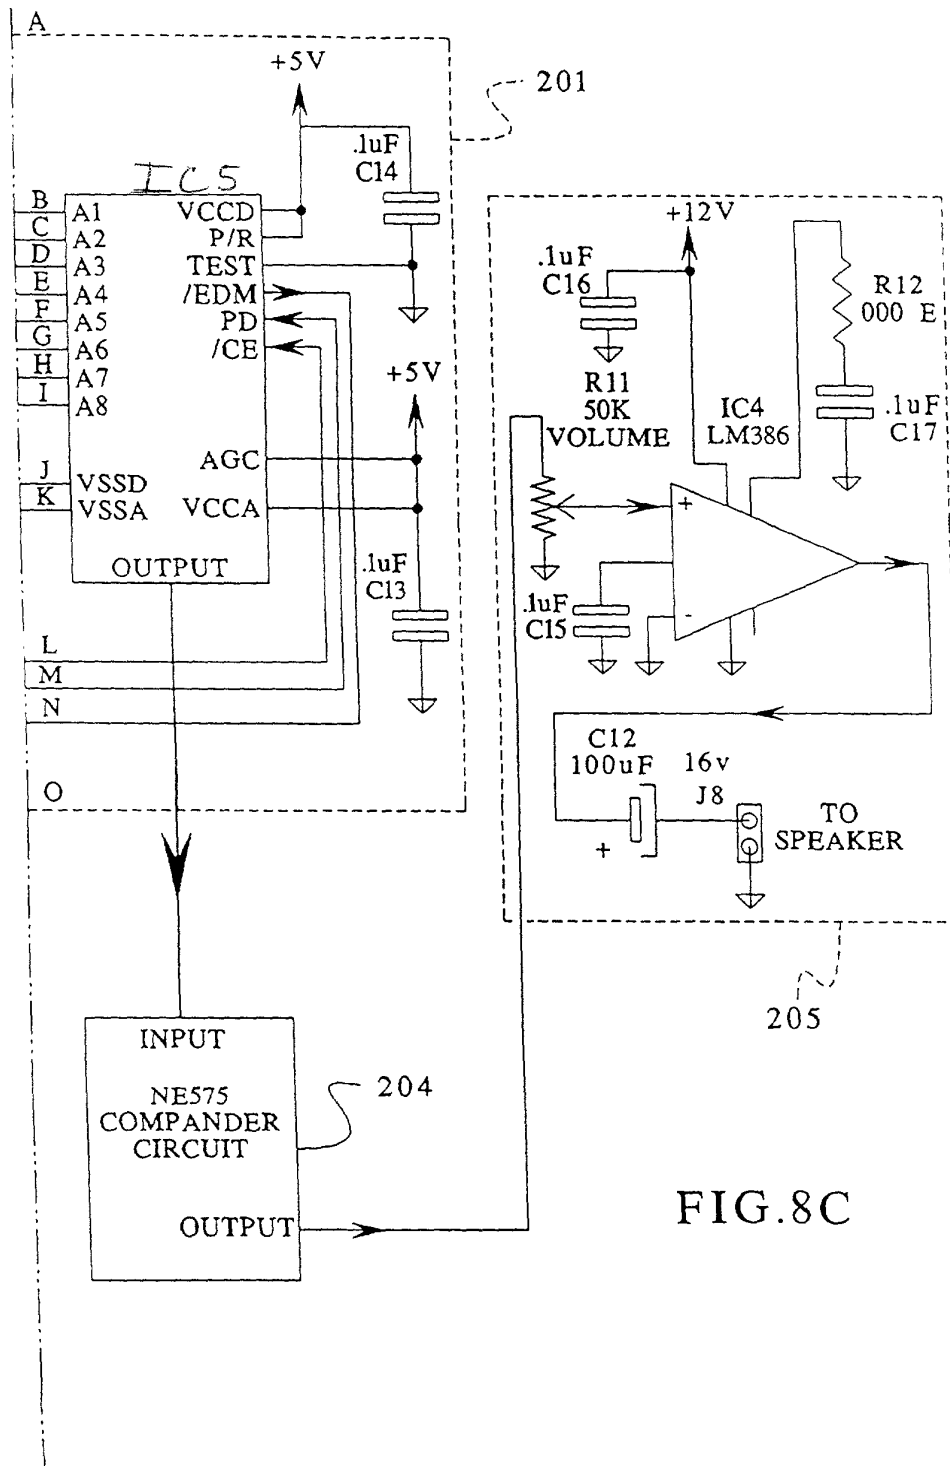 A
+5V
201
.1uF
C14
IC5
B
C
D
E
F
G
H
I
J
K
A1
A2
A3
A4
A5
A6
A7
A8
VSSD
VSSA
VCCD
P/R
TEST
/EDM
PD
/CE
AGC
VCCA
OUTPUT
+5V
.1uF
C13
L
M
N
O
+12V
.1uF
C16
R12
000 E
.1uF
C17
R11
50K
VOLUME
IC4
LM386
+
-
.1uF
C15
C12
100uF
16v
J8
+
TO
SPEAKER
205
INPUT
NE575
COMPANDER
CIRCUIT
OUTPUT
204
FIG.8C